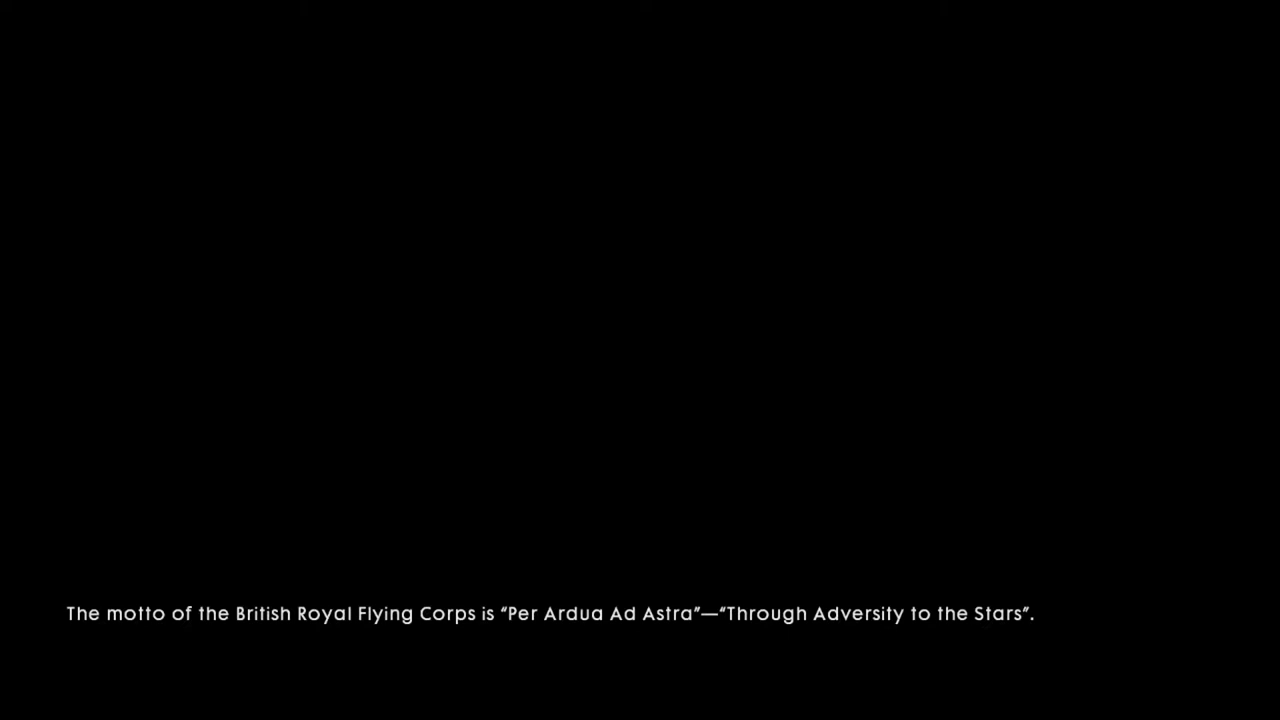 The motto of the British Royal Flying Corps is “Per Ardua Ad Astra”—“Through Adversity to the Stars”.